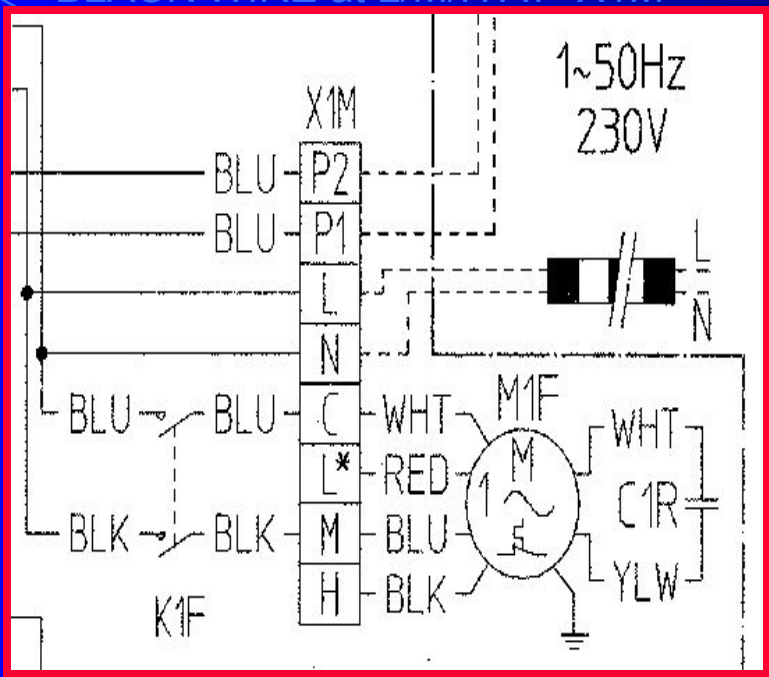 1~50Hz
230V
X1M
BLU P2
BLU P1
L
N
L
N
M1F
BLU BLU C WHT M WHT
L* RED 1 C1R
BLK BLK M BLU
H BLK YLW
K1F